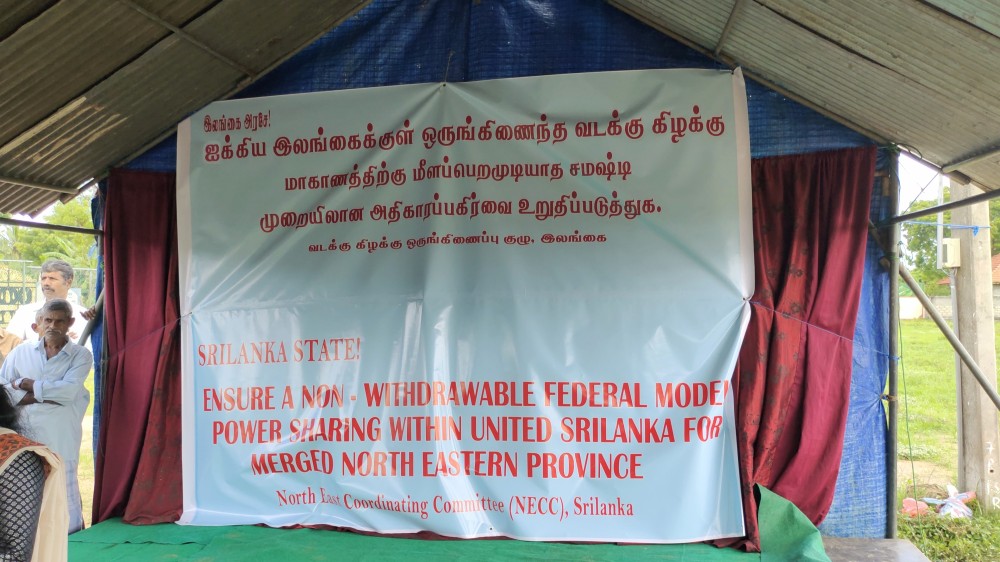 இலங்கை அரசே!
ஐக்கிய இலங்கைக்குள் ஒருங்கிணைந்த வடக்கு கிழக்கு
மாகாணத்திற்கு மீளப்பெறமுடியாத சமஷ்டி
முறையிலான அதிகாரப்பகிர்வை உறுதிப்படுத்துக.
வடக்கு கிழக்கு ஒருங்கிணைப்பு குழு, இலங்கை
SRILANKA STATE!
ENSURE A NON - WITHDRAWABLE FEDERAL MODEL
POWER SHARING WITHIN UNITED SRILANKA FOR
MERGED NORTH EASTERN PROVINCE
North East Coordinating Committee (NECC), Srilanka